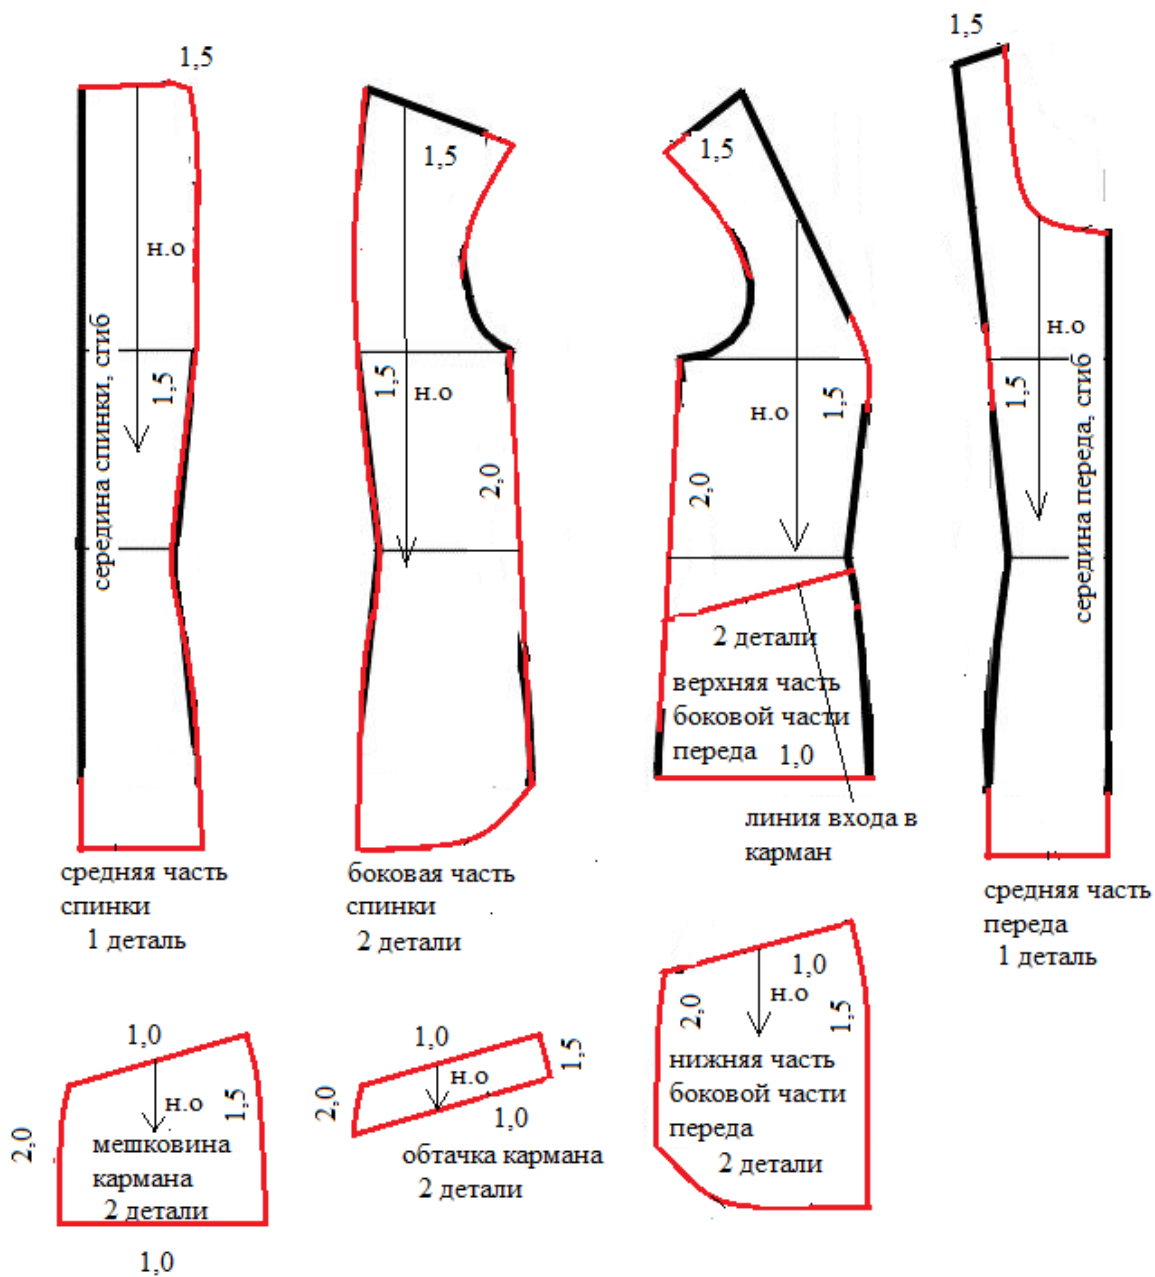 1,5
н.о
середина спинки, сгиб
1,5
средняя часть
спинки
1 деталь
1,5
1,5
н.о
2,0
боковая часть
спинки
2 детали
1,5
н.о
1,5
2,0
2 детали
верхняя часть
боковой части
переда 1,0
линия входа в
карман
1,5
н.о
1,5
середина переда, сгиб
средняя часть
переда
1 деталь
1,0
2,0
н.о
1,5
мешковина
кармана
2 детали
1,0
1,0
2,0
н.о
1,5
1,0
обтачка кармана
2 детали
1,0
2,0
н.о
1,5
нижняя часть
боковой части
переда
2 детали